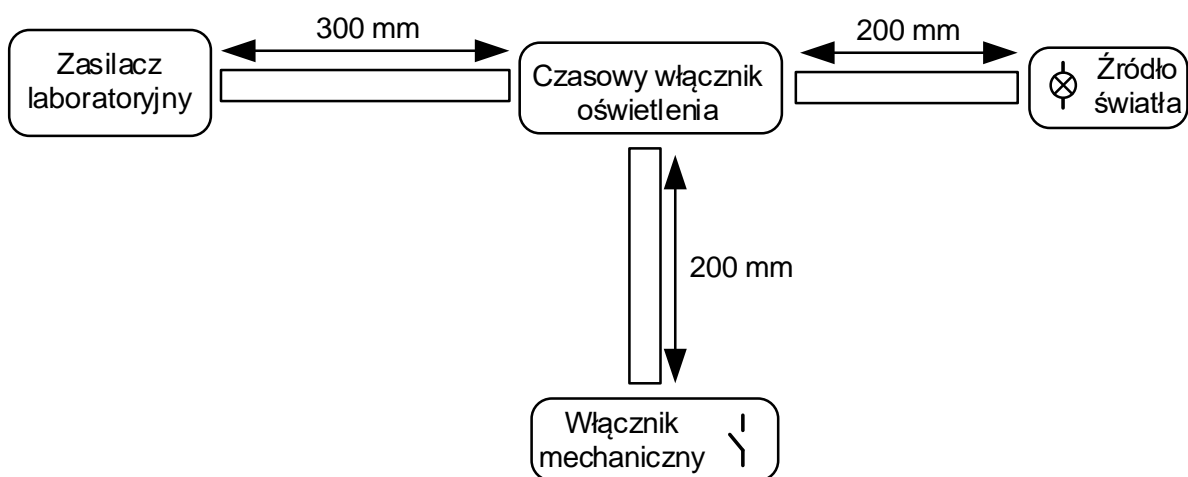 300 mm
200 mm
Zasilacz
laboratoryjny
Czasowy włącznik
oświetlenia
Źródło
światła
200 mm
Włącznik
mechaniczny